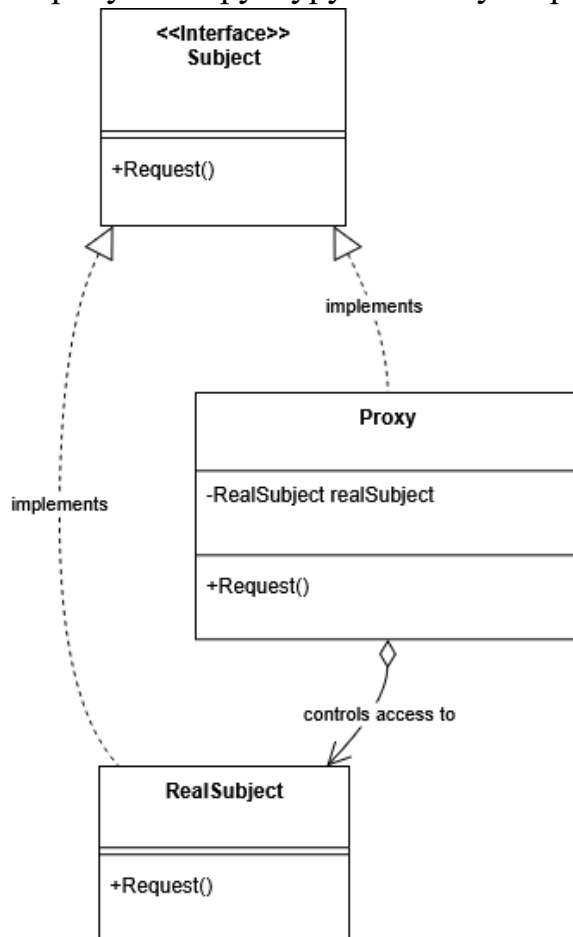 <<Interface>>
Subject
+Request()
implements
Proxy
-RealSubject realSubject
implements
+Request()
controls access to
RealSubject
+Request()